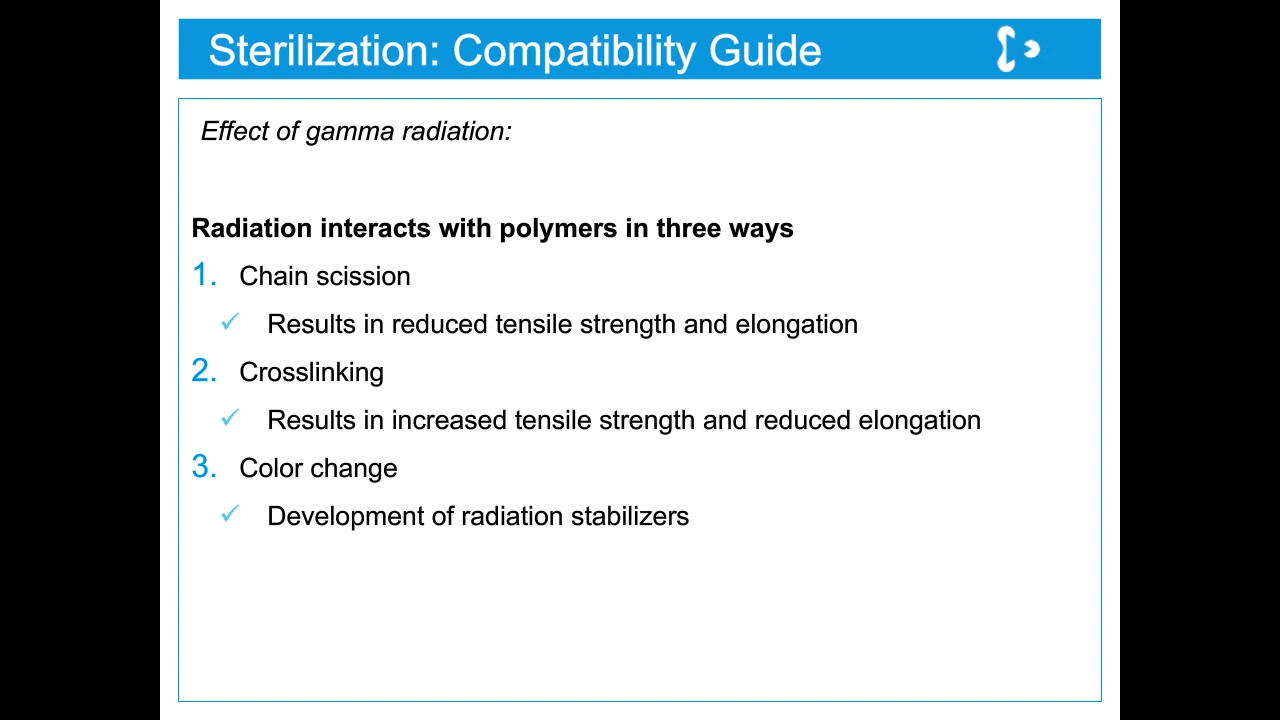 Sterilization: Compatibility Guide
Effect of gamma radiation:
Radiation interacts with polymers in three ways
1. Chain scission
✓ Results in reduced tensile strength and elongation
2. Crosslinking
✓ Results in increased tensile strength and reduced elongation
3. Color change
✓ Development of radiation stabilizers